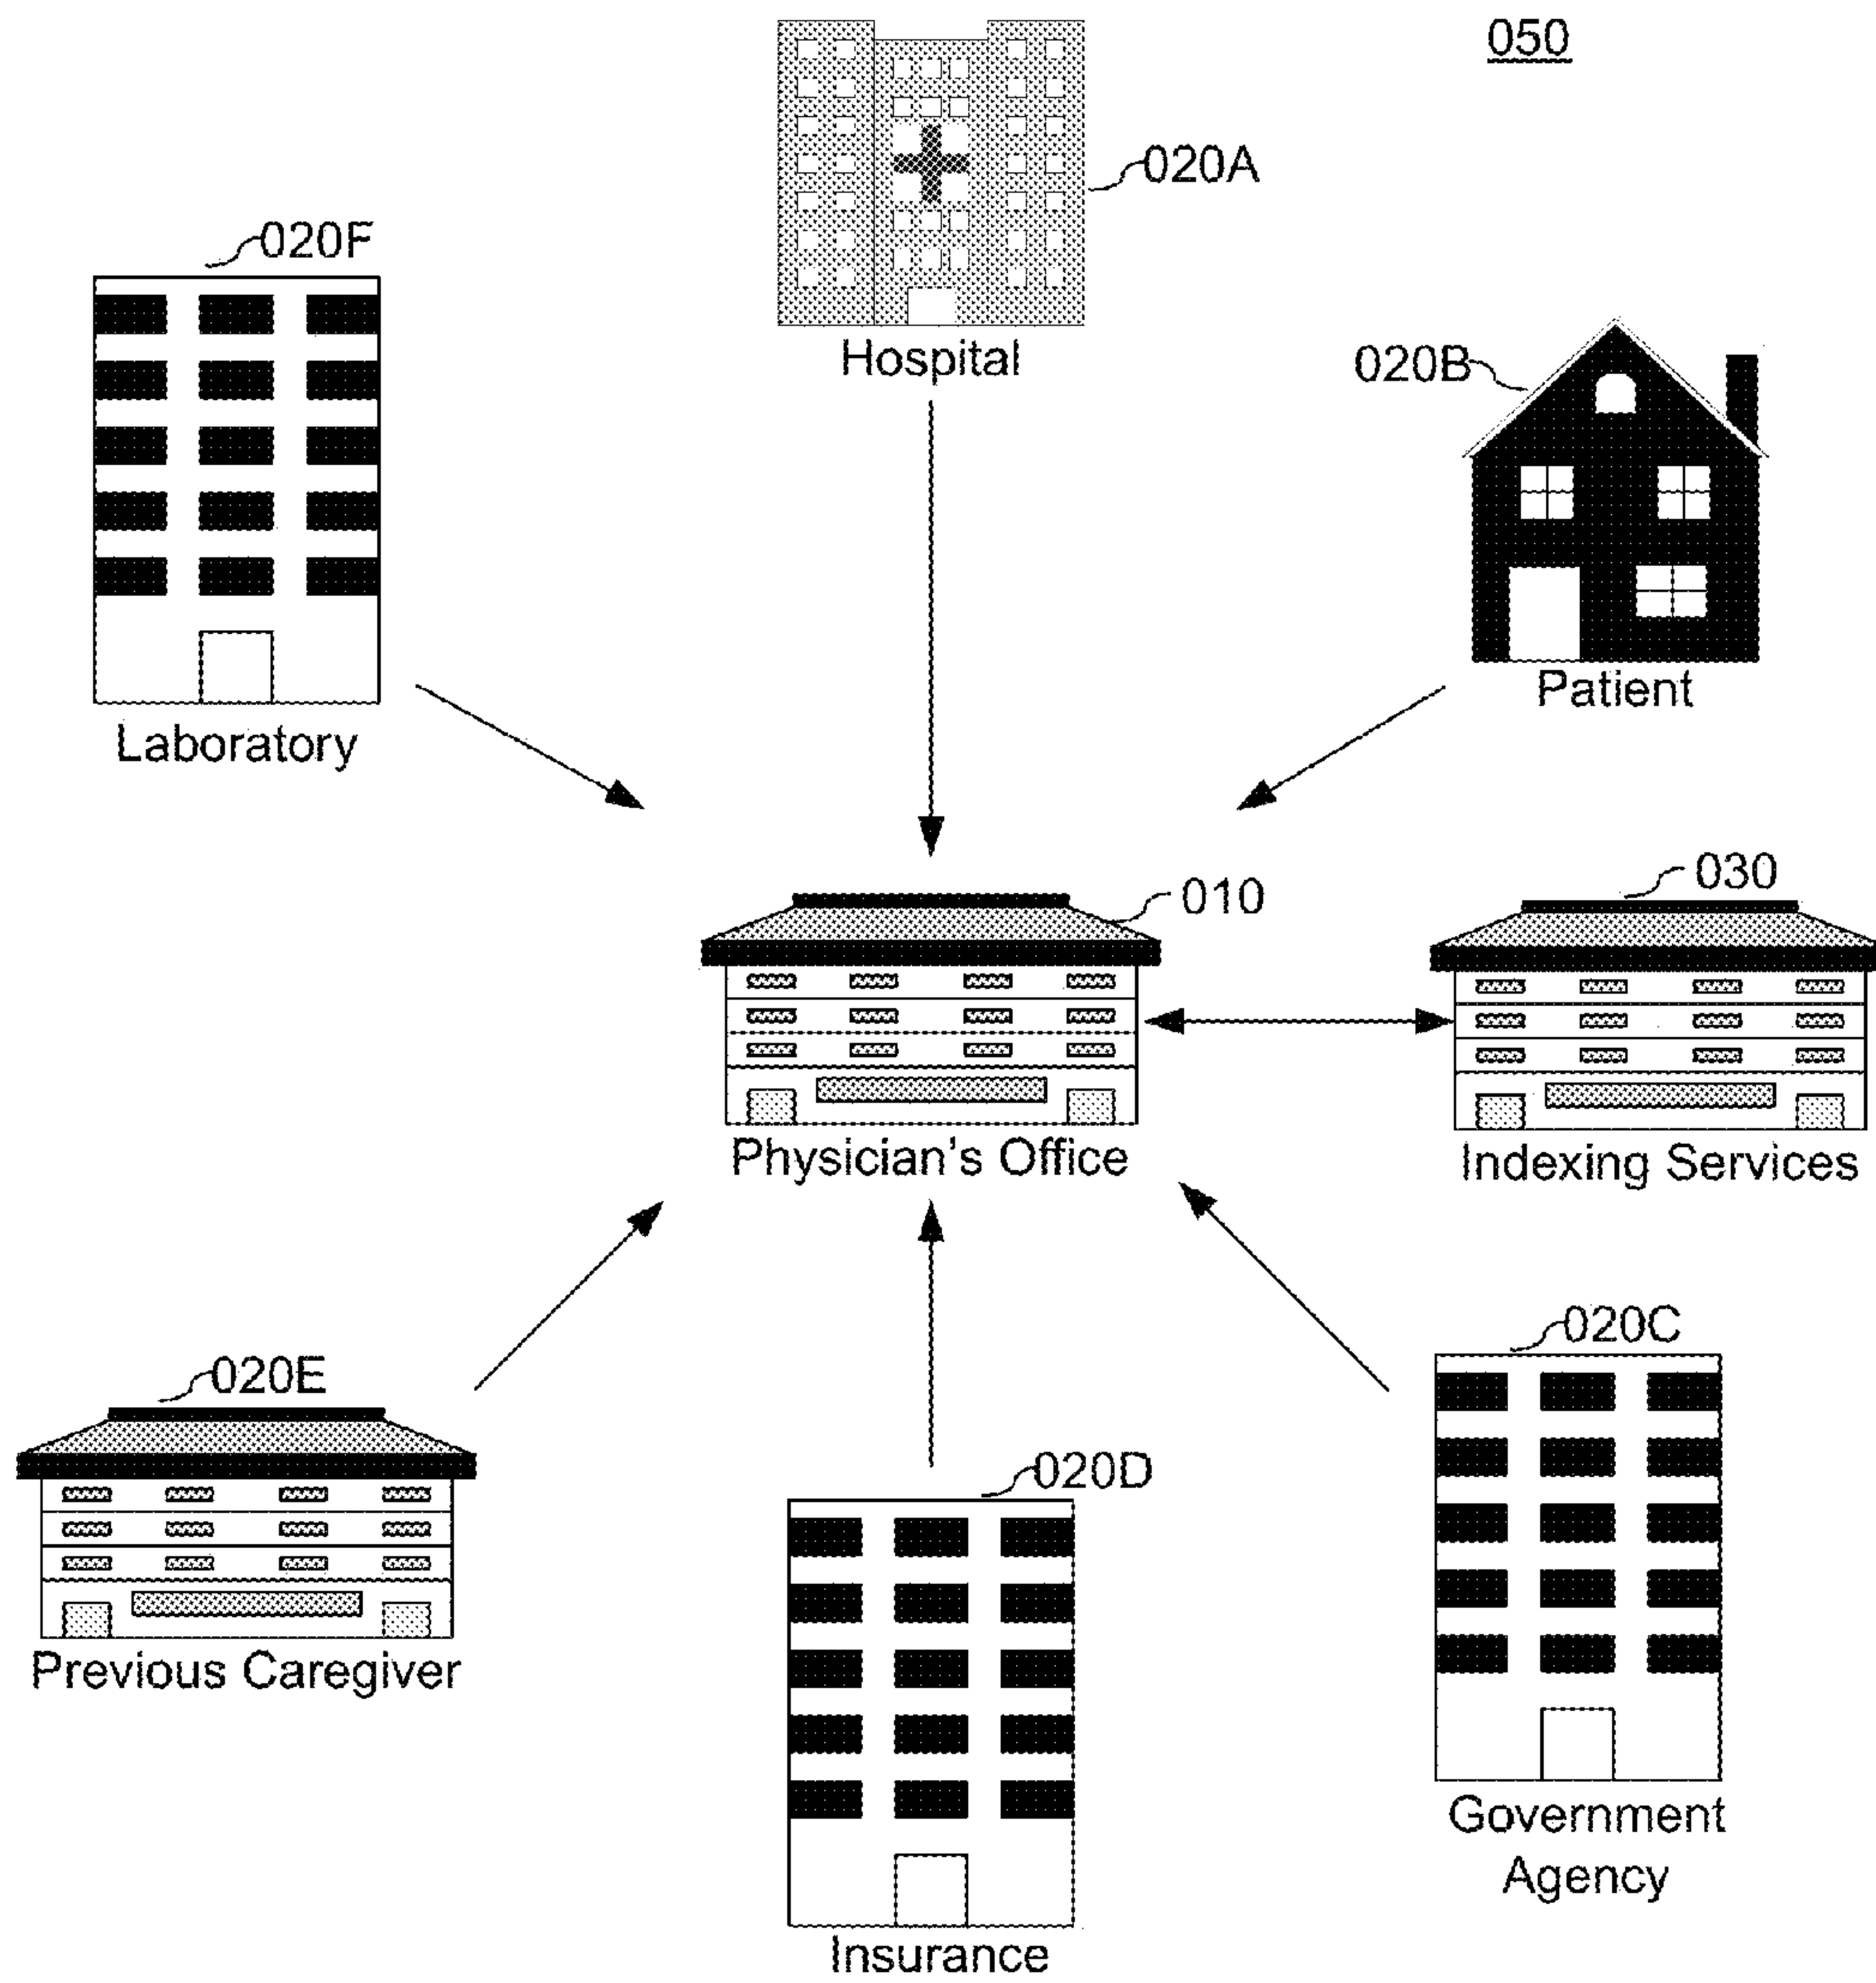 050
020A
020F
Hospital
020B
Patient
Laboratory
010
030
Physician's Office
Indexing Services
020C
020E
020D
Previous Caregiver
Government
Agency
Insurance